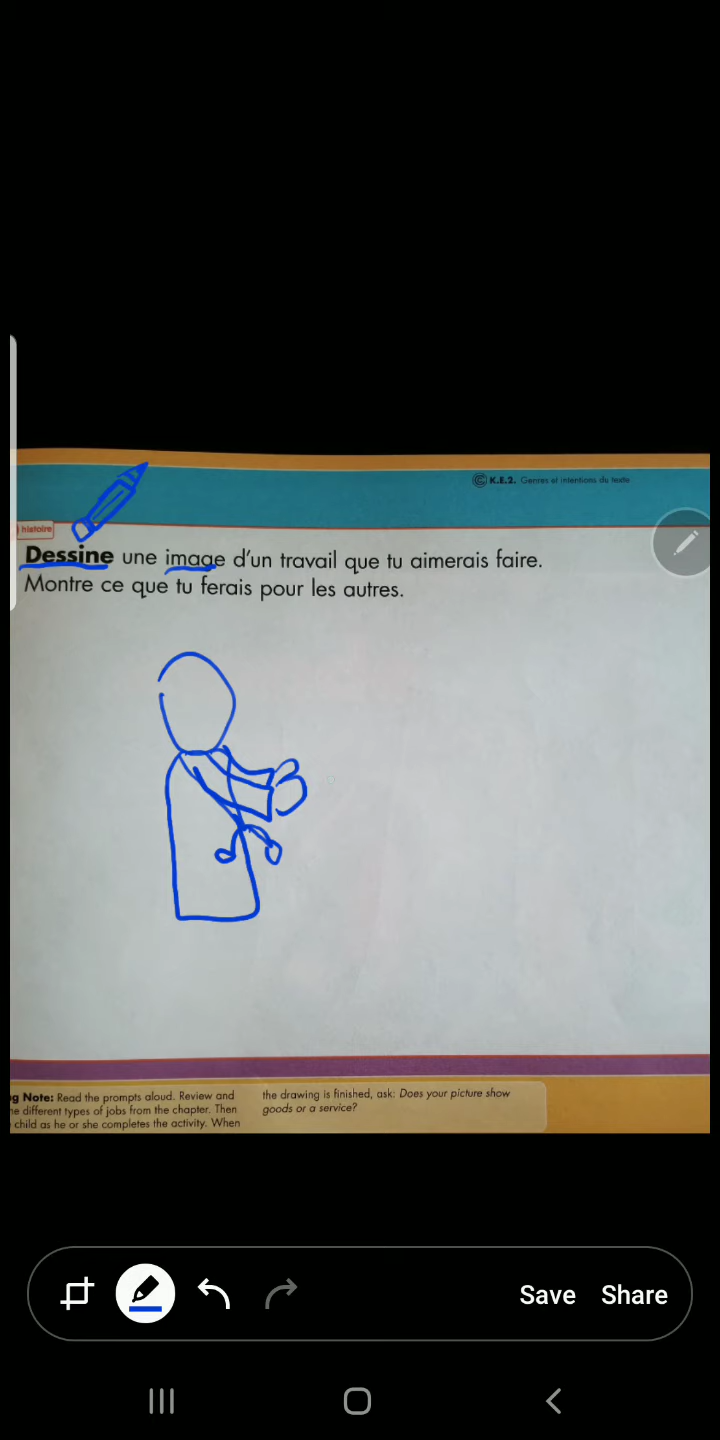 © K.E.2. Genres et intentions du texte
histoire
Dessine une image d'un travail que tu aimerais faire.
Montre ce que tu ferais pour les autres.
g Note: Read the prompts aloud. Review and
e different types of jobs from the chapter. Then
child as he or she completes the activity. When
the drawing is finished, ask: Does your picture show
goods or a service?
Save Share